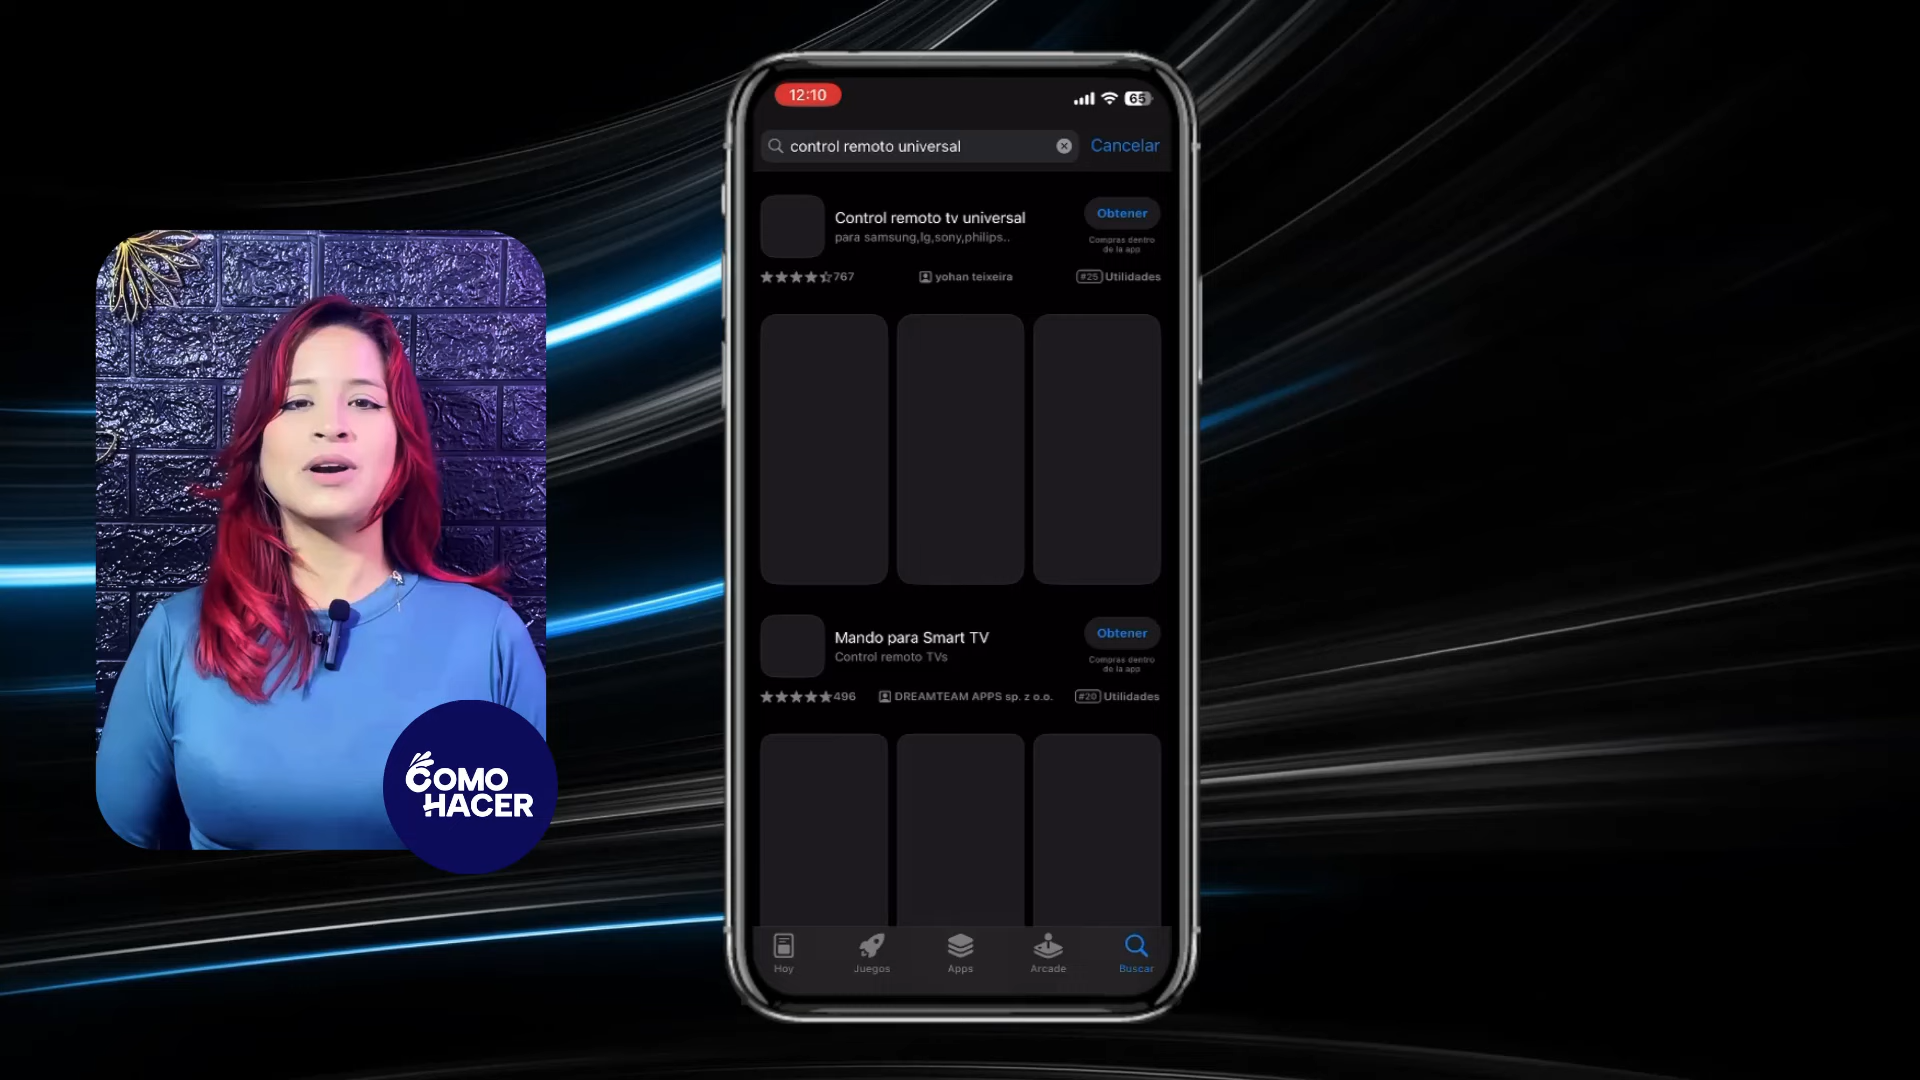 12:10
65
control remoto universal
Cancelar
Control remoto tv universal
para samsung,lg,sony,philips..
Obtener
Compras dentro
de la app
767
yohan teixeira
#25 Utilidades
Mando para Smart TV
Control remoto TVs
Obtener
Compras dentro
de la app
496
DREAMTEAM APPS sp. z o.o.
#20 Utilidades
Hoy
Juegos
Apps
Arcade
Buscar
COMO
HACER